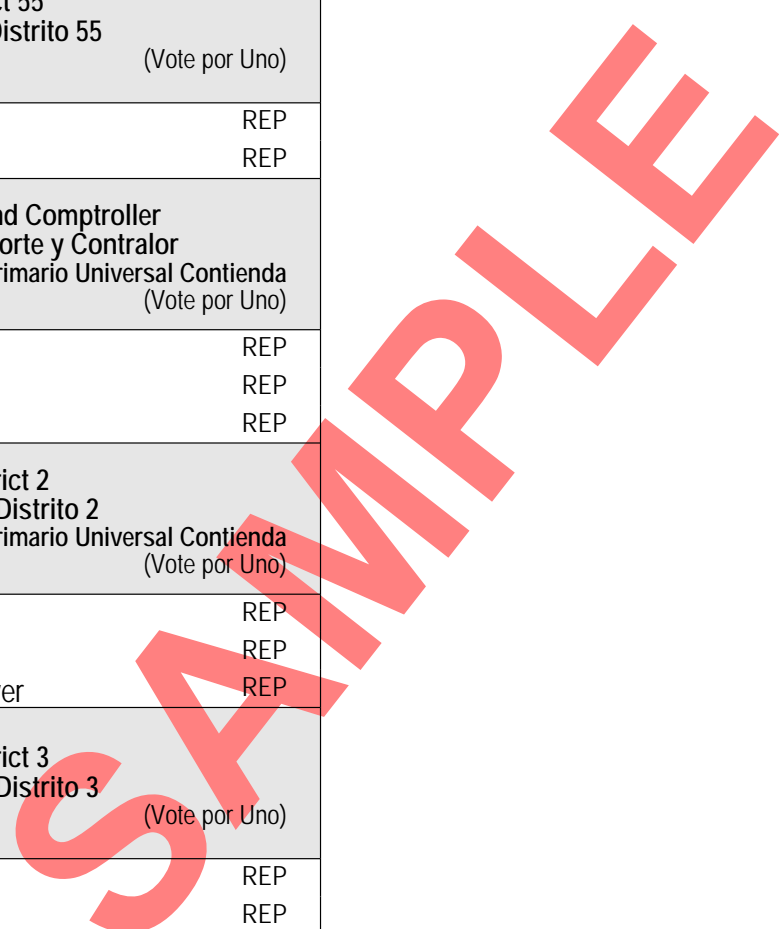 ct 55
Distrito 55
(Vote por Uno)
REP
REP
nd Comptroller
orte y Contralor
rimario Universal Contienda
(Vote por Uno)
REP
REP
REP
rict 2
Distrito 2
rimario Universal Contienda
(Vote por Uno)
REP
REP
er REP
rict 3
Distrito 3
(Vote por Uno)
REP
REP
SAMPLE